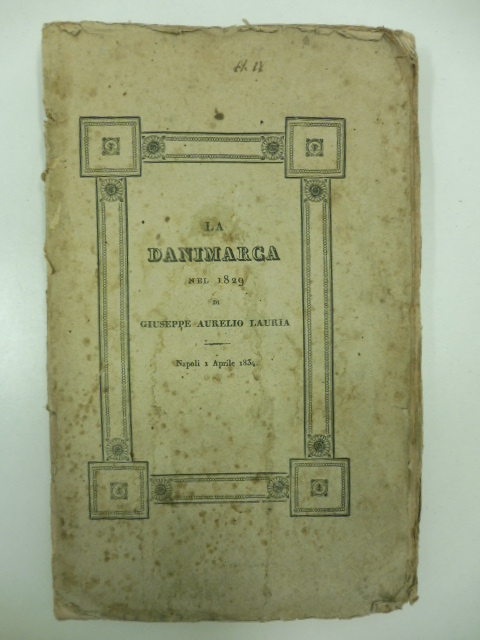 LA
DANIMARCA
NEL 1829
DI
GIUSEPPE AURELIO LAURIA
Napoli 1 Aprile 1834.